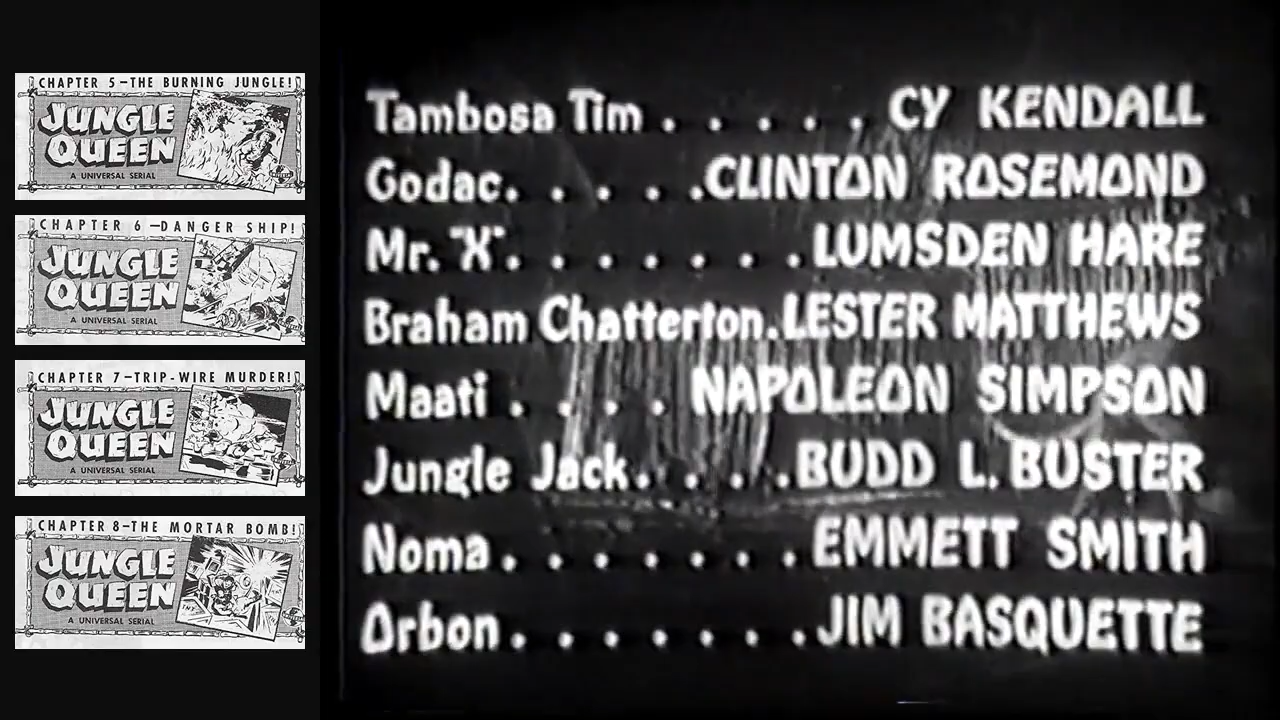 CHAPTER 5—THE BURNING JUNGLE!
JUNGLE
QUEEN
A UNIVERSAL SERIAL
CHAPTER 6—DANGER SHIP!
JUNGLE
QUEEN
A UNIVERSAL SERIAL
CHAPTER 7—TRIP-WIRE MURDER!
JUNGLE
QUEEN
A UNIVERSAL SERIAL
CHAPTER 8—THE MORTAR BOMB!
JUNGLE
QUEEN
A UNIVERSAL SERIAL
Tambosa Tim . . . . . CY KENDALL
Godac. . . . .CLINTON ROSEMOND
Mr. "X". . . . . . . .LUMSDEN HARE
Braham Chatterton.LESTER MATTHEWS
Maati . . . . NAPOLEON SIMPSON
Jungle Jack. . . .BUDD L. BUSTER
Noma . . . . . . . EMMETT SMITH
Orbon. . . . . . . .JIM BASQUETTE